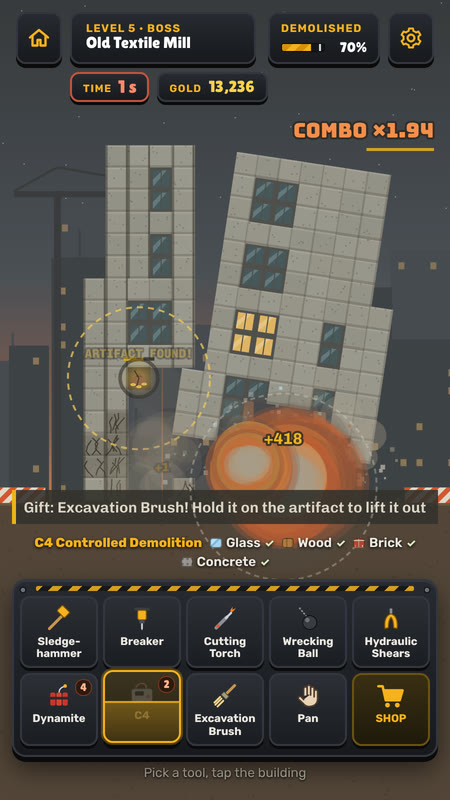 LEVEL 5 • BOSS
Old Textile Mill
DEMOLISHED
70%
TIME 1 s
GOLD 13,236
COMBO ×1.94
ARTIFACT FOUND!
+418
+1
Gift: Excavation Brush! Hold it on the artifact to lift it out
C4 Controlled Demolition Glass ✓ Wood ✓ Brick ✓
Concrete ✓
Sledge-
hammer
Breaker
Cutting
Torch
Wrecking
Ball
Hydraulic
Shears
4
Dynamite
2
C4
Excavation
Brush
Pan
SHOP
Pick a tool, tap the building